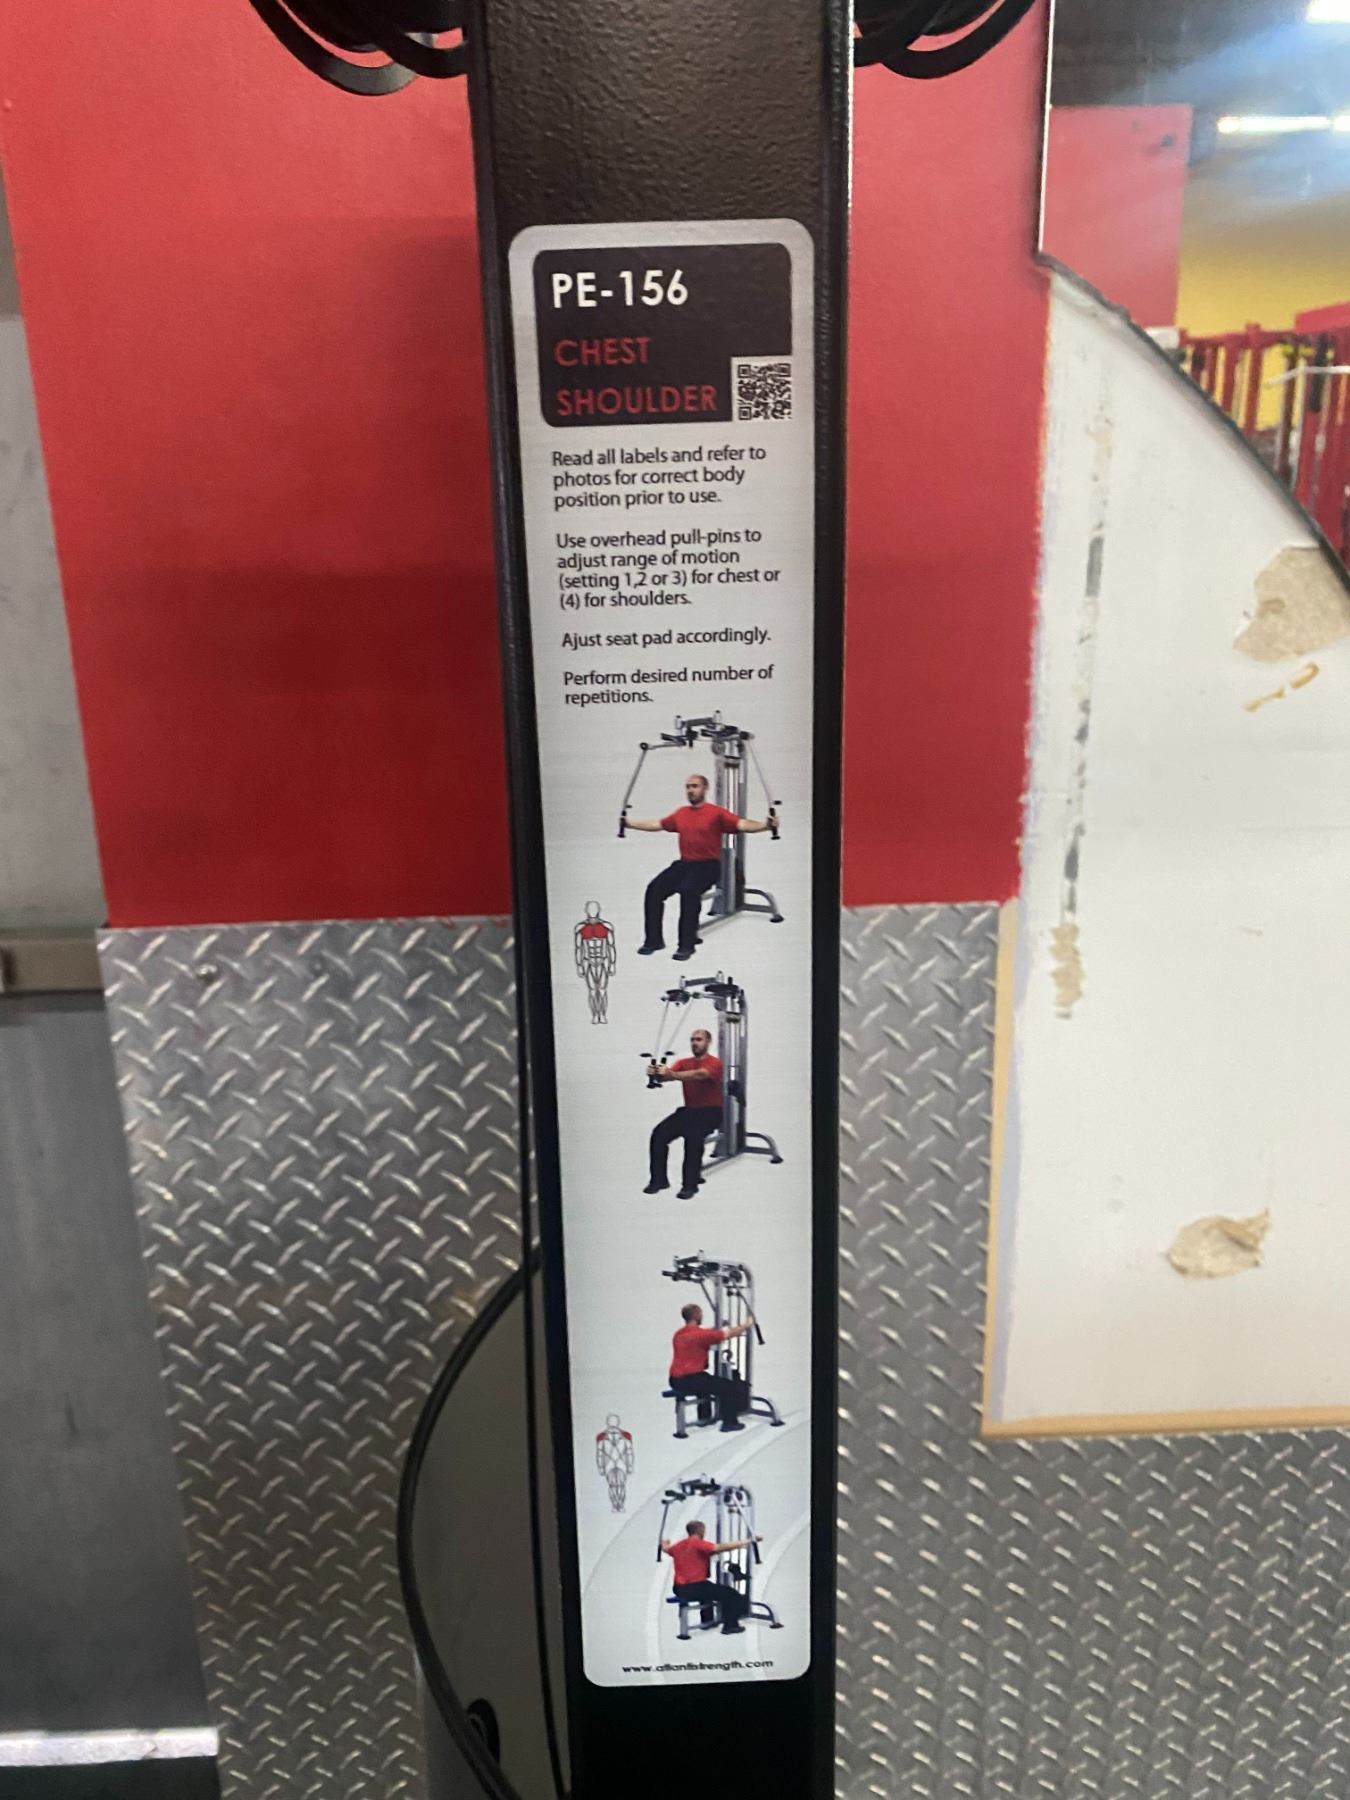 PE-156
CHEST
SHOULDER
Read all labels and refer to
photos for correct body
position prior to use.
Use overhead pull-pins to
adjust range of motion
(setting 1,2 or 3) for chest or
(4) for shoulders.
Ajust seat pad accordingly.
Perform desired number of
repetitions.
www.atlantisstrength.com